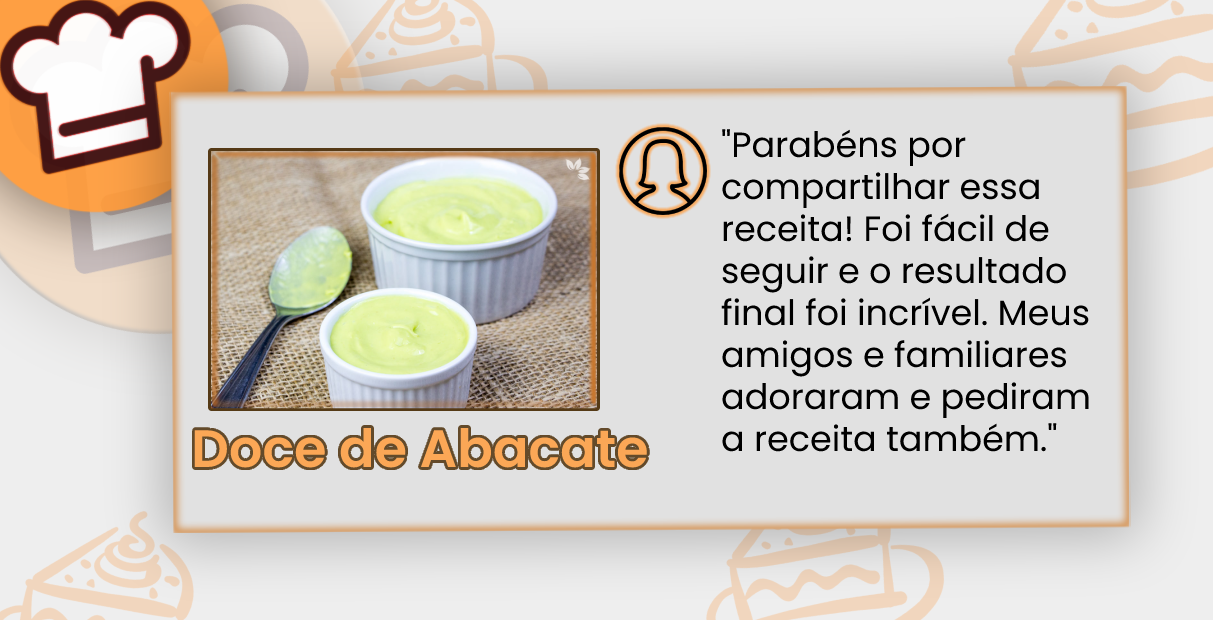 "Parabéns por
compartilhar essa
receita! Foi fácil de
seguir e o resultado
final foi incrível. Meus
amigos e familiares
adoraram e pediram
a receita também."
Doce de Abacate